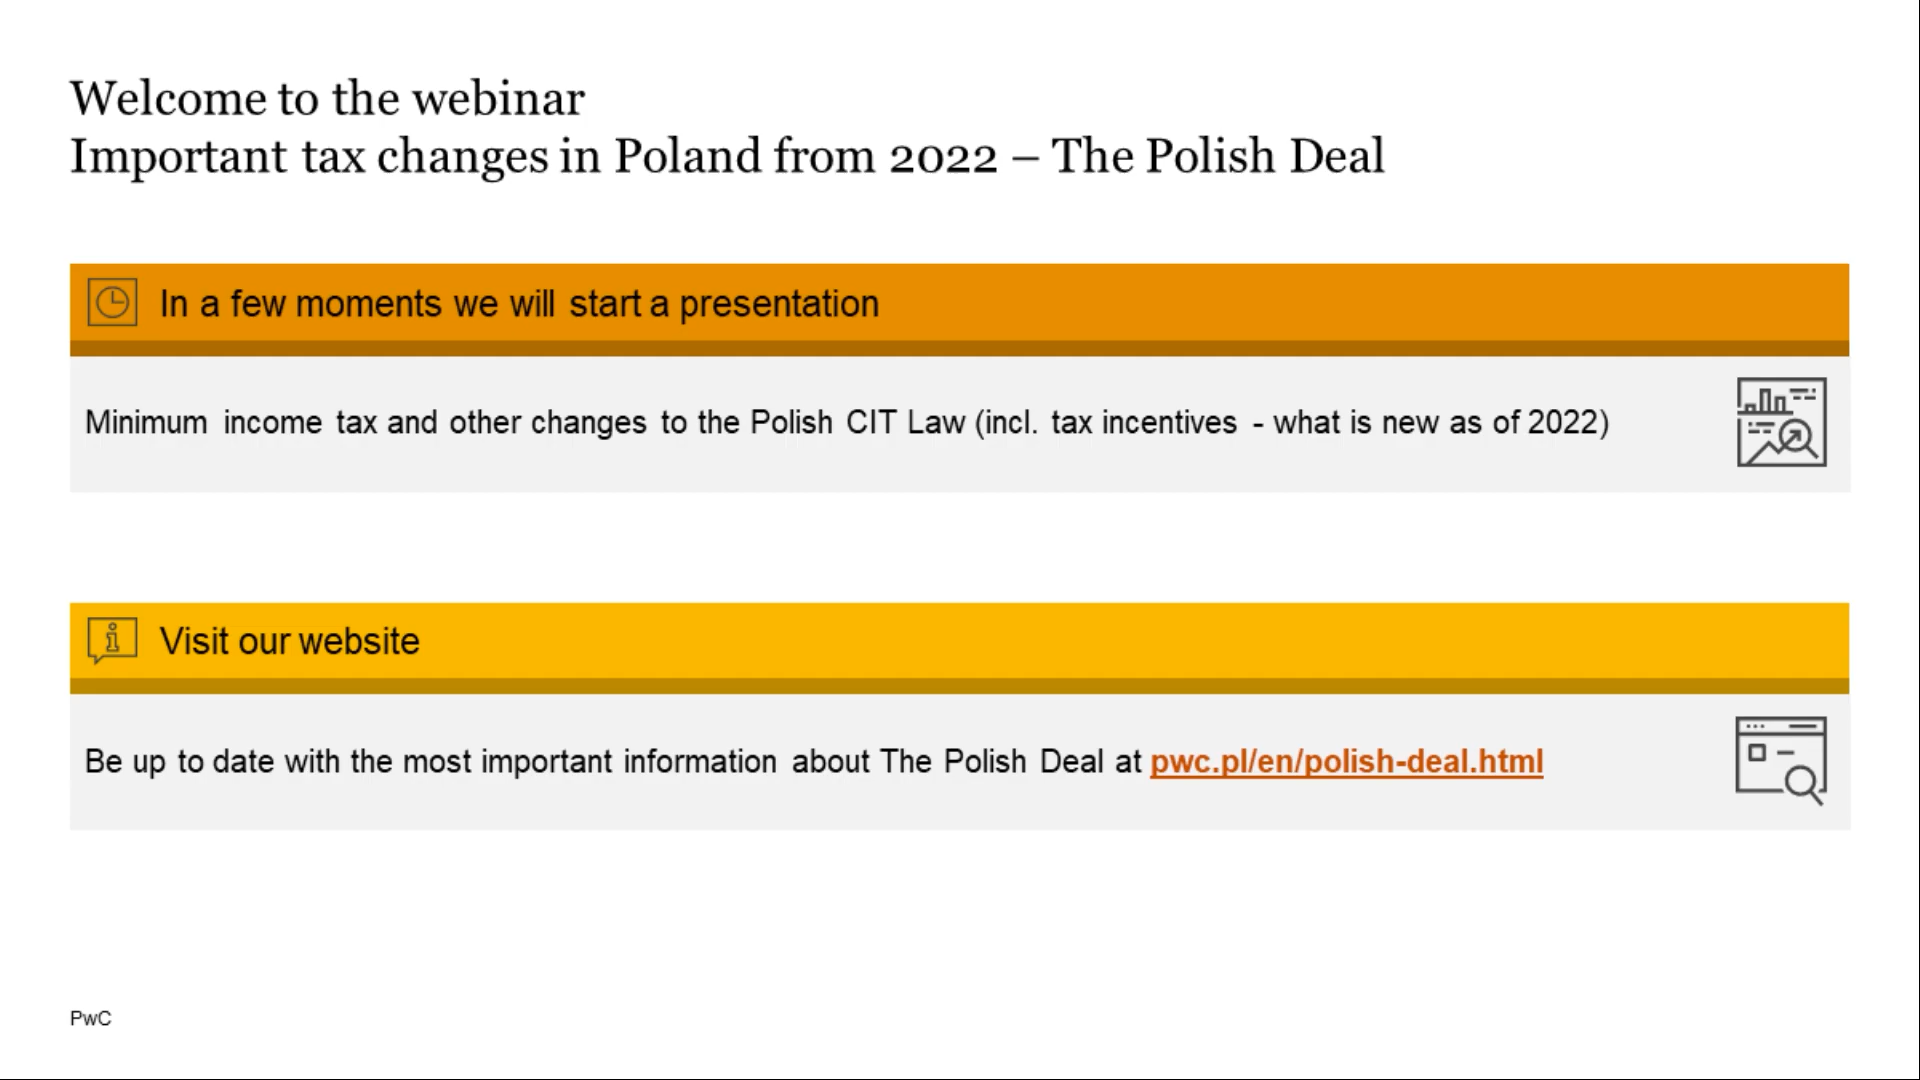 Welcome to the webinar
Important tax changes in Poland from 2022 – The Polish Deal
In a few moments we will start a presentation
Minimum income tax and other changes to the Polish CIT Law (incl. tax incentives - what is new as of 2022)
Visit our website
Be up to date with the most important information about The Polish Deal at pwc.pl/en/polish-deal.html
PwC